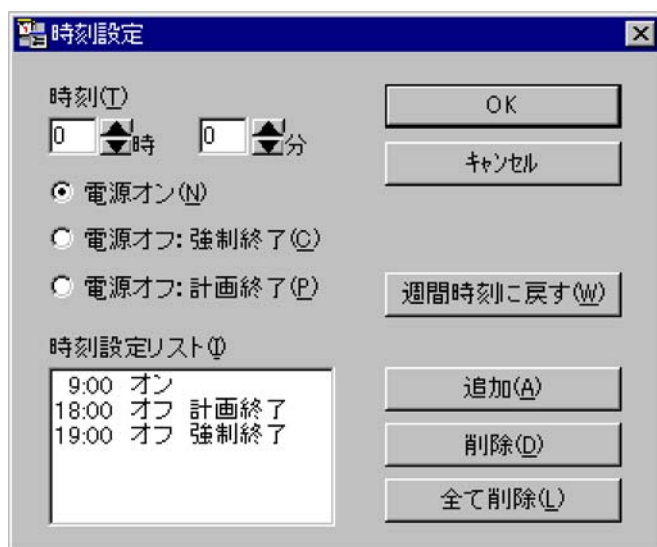 時刻設定
時刻(T)
0 時 0 分
電源オン(N)
電源オフ: 強制終了(C)
電源オフ: 計画終了(P)
時刻設定リスト(I)
9:00 オン
18:00 オフ 計画終了
19:00 オフ 強制終了
OK
キャンセル
週間時刻に戻す(W)
追加(A)
削除(D)
全て削除(L)